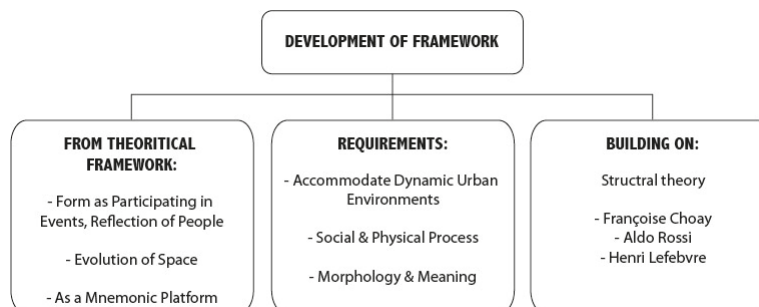 DEVELOPMENT OF FRAMEWORK
FROM THEORITICAL
FRAMEWORK:
- Form as Participating in
Events, Reflection of People
- Evolution of Space
- As a Mnemonic Platform
REQUIREMENTS:
- Accommodate Dynamic Urban
Environments
- Social & Physical Process
- Morphology & Meaning
BUILDING ON:
Structral theory
- Françoise Choay
- Aldo Rossi
- Henri Lefebvre